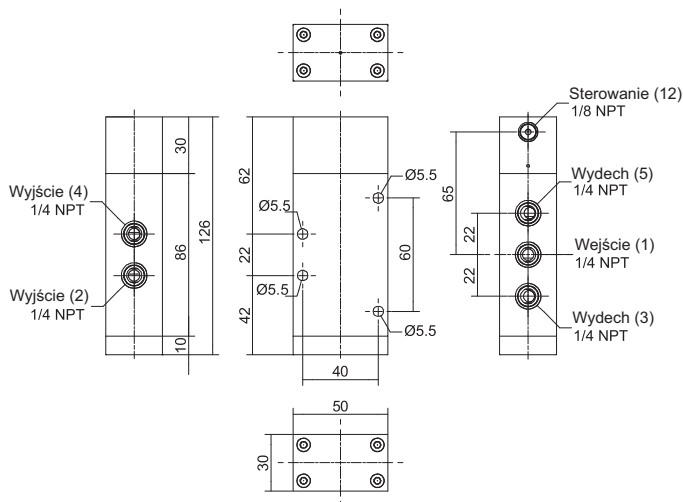 Sterowanie (12)
1/8 NPT
Wyjście (4)
1/4 NPT
Wyjście (2)
1/4 NPT
30
86
126
10
62
22
42
Ø5.5
Ø5.5
Ø5.5
Ø5.5
60
40
65
22
22
Wydech (5)
1/4 NPT
Wejście (1)
1/4 NPT
Wydech (3)
1/4 NPT
50
30